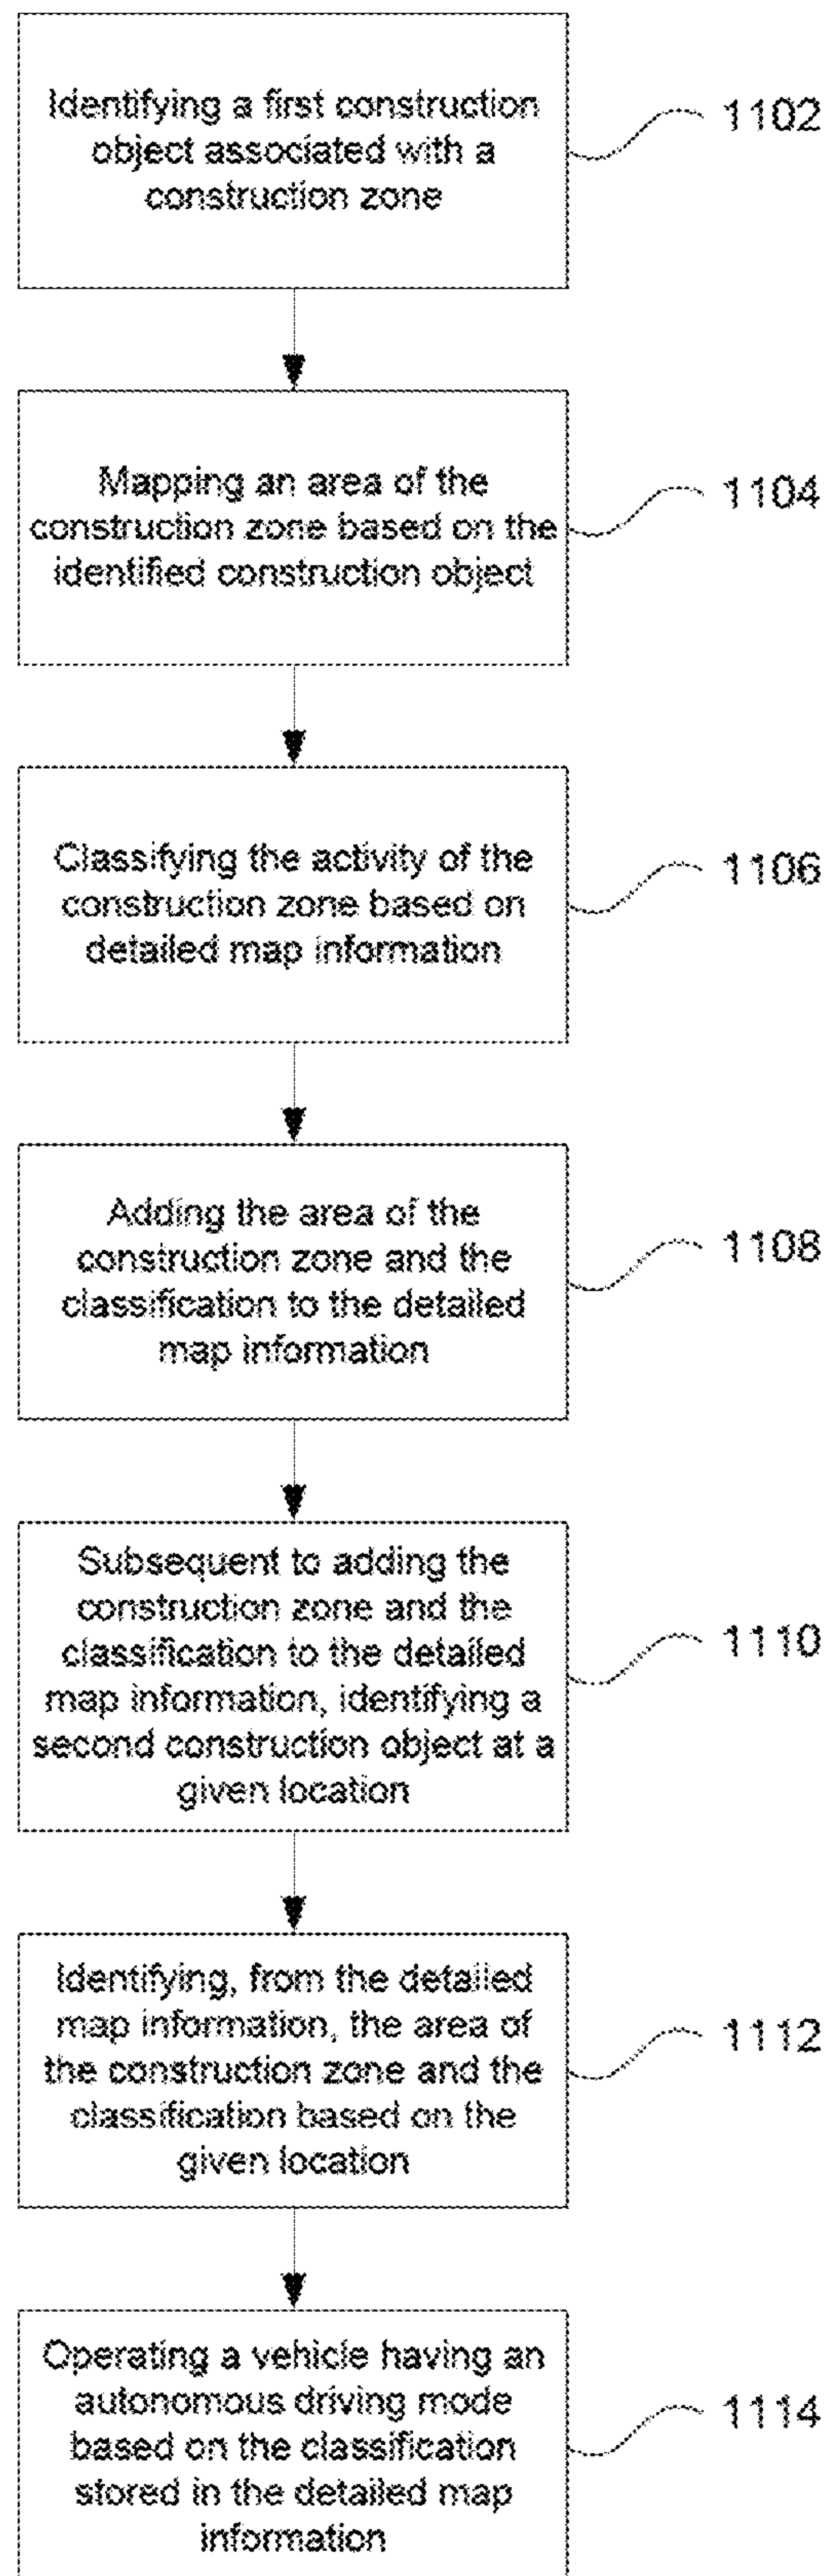 Identifying a first construction
object associated with a
construction zone
1102
Mapping an area of the
construction zone based on the
identified construction object
1104
Classifying the activity of the
construction zone based on
detailed map information
1106
Adding the area of the
construction zone and the
classification to the detailed
map information
1108
Subsequent to adding the
construction zone and the
classification to the detailed
map information, identifying a
second construction object at a
given location
1110
Identifying, from the detailed
map information, the area of
the construction zone and the
classification based on the
given location
1112
Operating a vehicle having an
autonomous driving mode
based on the classification
stored in the detailed map
information
1114